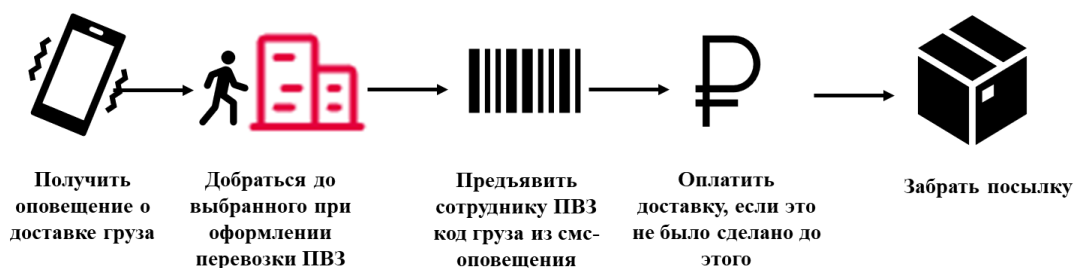 Получить
оповещение о
доставке груза
Добраться до
выбранного при
оформлении
перевозки ПВЗ
Предъявить
сотруднику ПВЗ
код груза из смс-
оповещения
Оплатить
доставку, если это
не было сделано до
этого
Забрать посылку